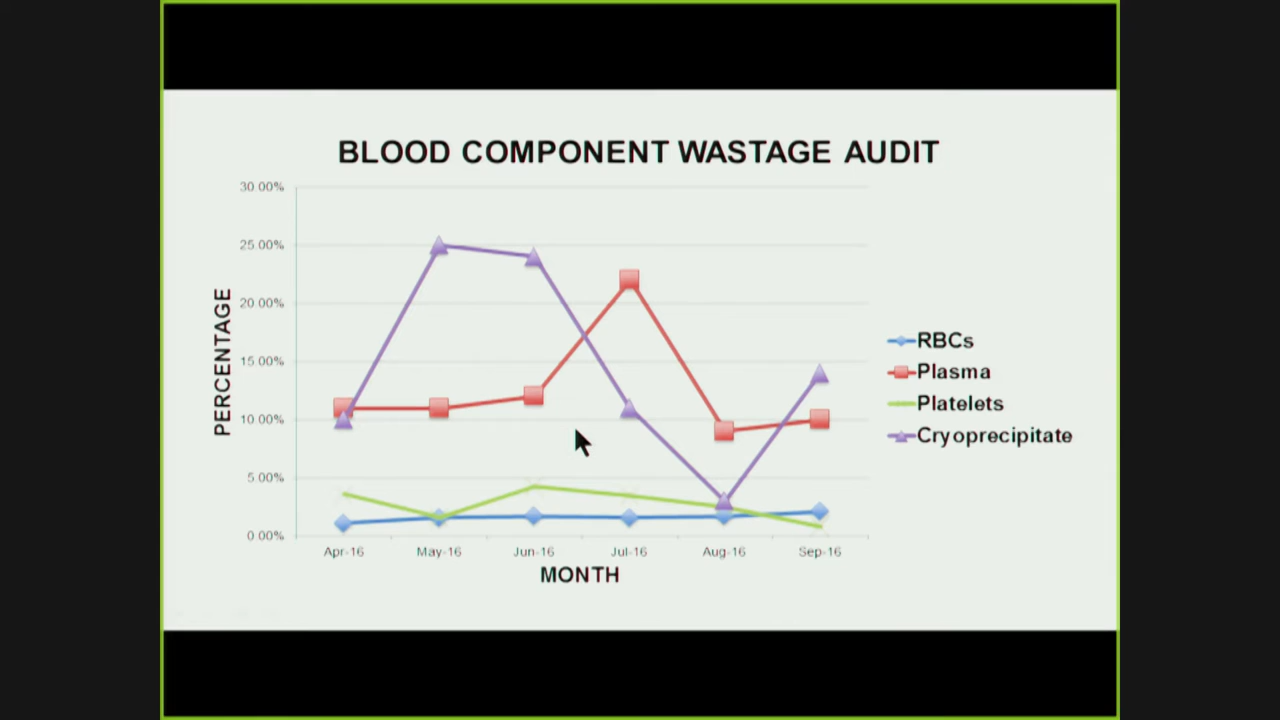 BLOOD COMPONENT WASTAGE AUDIT
30.00%
25.00%
20.00%
15.00%
10.00%
5.00%
0.00%
PERCENTAGE
Apr-16 May-16 Jun-16 Jul-16 Aug-16 Sep-16
MONTH
RBCs
Plasma
Platelets
Cryoprecipitate